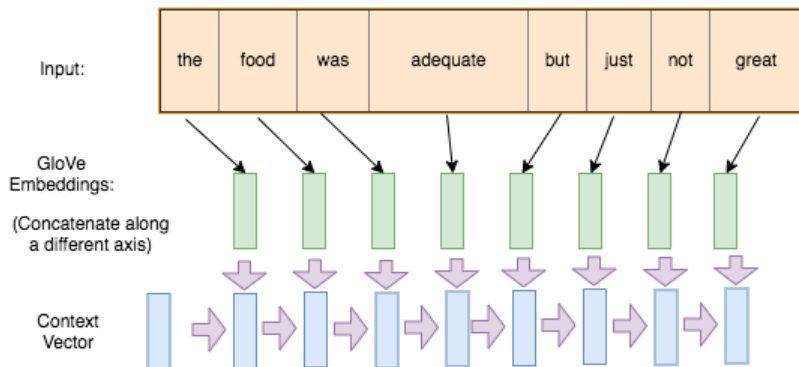 Input:
the food was adequate but just not great
GloVe
Embeddings:
(Concatenate along
a different axis)
Context
Vector